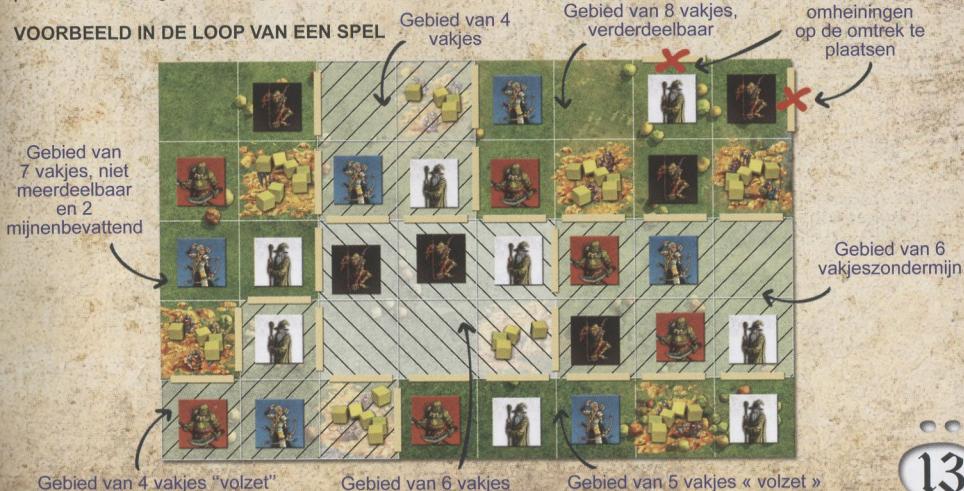 VOORBEELD IN DE LOOP VAN EEN SPEL
Gebied van 4
vakjes
Gebied van 8 vakjes,
verderdeelbaar
omheiningen
op de omtrek te
plaatsen
Gebied van
7 vakjes, niet
meerdeelbaar
en 2
mijnenbevattend
Gebied van 6
vakjeszondermijn
Gebied van 4 vakjes “volzet”
Gebied van 6 vakjes
Gebied van 5 vakjes « volzet »
13